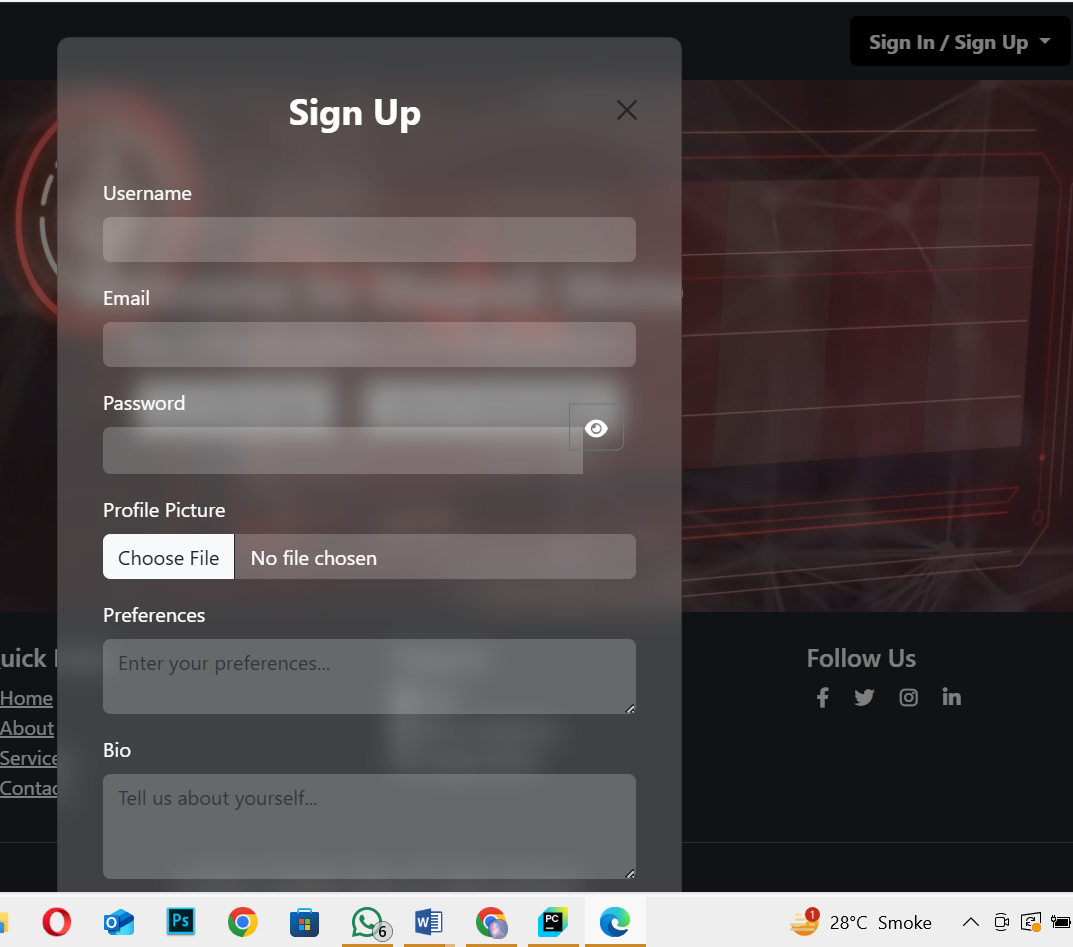 Sign In / Sign Up
Sign Up
Username
Email
Password
Profile Picture
Choose File No file chosen
Preferences
Enter your preferences...
Bio
Tell us about yourself...
uick
Home
About
Service
Contac
Follow Us
Ps
6
W
PC
1
28°C Smoke